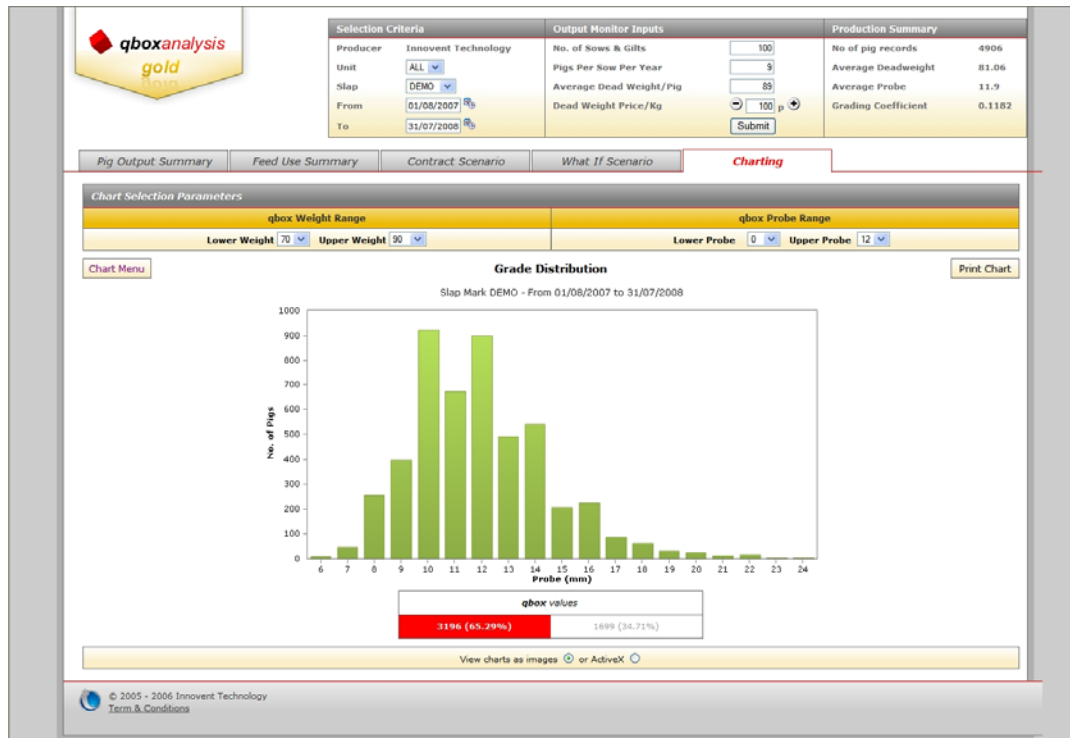 qboxanalysis
gold
Selection Criteria
Producer Innovent Technology
Unit ALL
Slap DEMO
From 01/08/2007
To 31/07/2008
Output Monitor Inputs
No. of Sows & Gilts 100
Pigs Per Sow Per Year 9
Average Dead Weight/Pig 89
Dead Weight Price/Kg 100 p
Submit
Production Summary
No of pig records 4906
Average Deadweight 81.06
Average Probe 11.9
Grading Coefficient 0.1182
Pig Output Summary Feed Use Summary Contract Scenario What If Scenario Charting
Chart Selection Parameters
qbox Weight Range qbox Probe Range
Lower Weight 70 Upper Weight 90 Lower Probe 0 Upper Probe 12
Chart Menu Grade Distribution Print Chart
Slap Mark DEMO - From 01/08/2007 to 31/07/2008
No. of Pigs
1000
900
800
700
600
500
400
300
200
100
0
6 7 8 9 10 11 12 13 14 15 16 17 18 19 20 21 22 23 24
Probe (mm)
qbox values
3196 (65.29%) 1699 (34.71%)
View charts as images or ActiveX
© 2005 - 2006 Innovent Technology
Term & Conditions